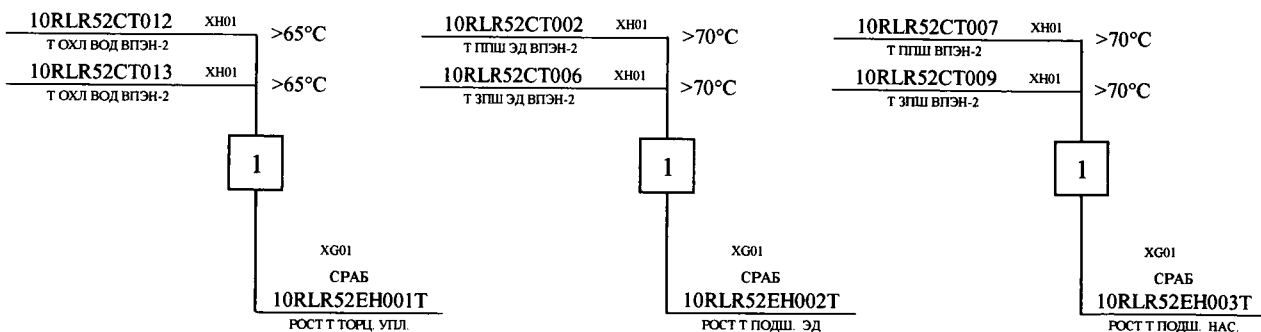 10RLR52CT012 XH01 >65°C
Т ОХЛ ВОД ВПЭН-2
10RLR52CT013 XH01 >65°C
Т ОХЛ ВОД ВПЭН-2
1
XG01
СРАБ
10RLR52EH001T
РОСТ Т ТОРЦ. УПЛ.
10RLR52CT002 XH01 >70°C
Т ППШ ЭД ВПЭН-2
10RLR52CT006 XH01 >70°C
Т ЗПШ ЭД ВПЭН-2
1
XG01
СРАБ
10RLR52EH002T
РОСТ Т ПОДШ. ЭД
10RLR52CT007 XH01 >70°C
Т ППШ ВПЭН-2
10RLR52CT009 XH01 >70°C
Т ЗПШ ВПЭН-2
1
XG01
СРАБ
10RLR52EH003T
РОСТ Т ПОДШ. НАС.